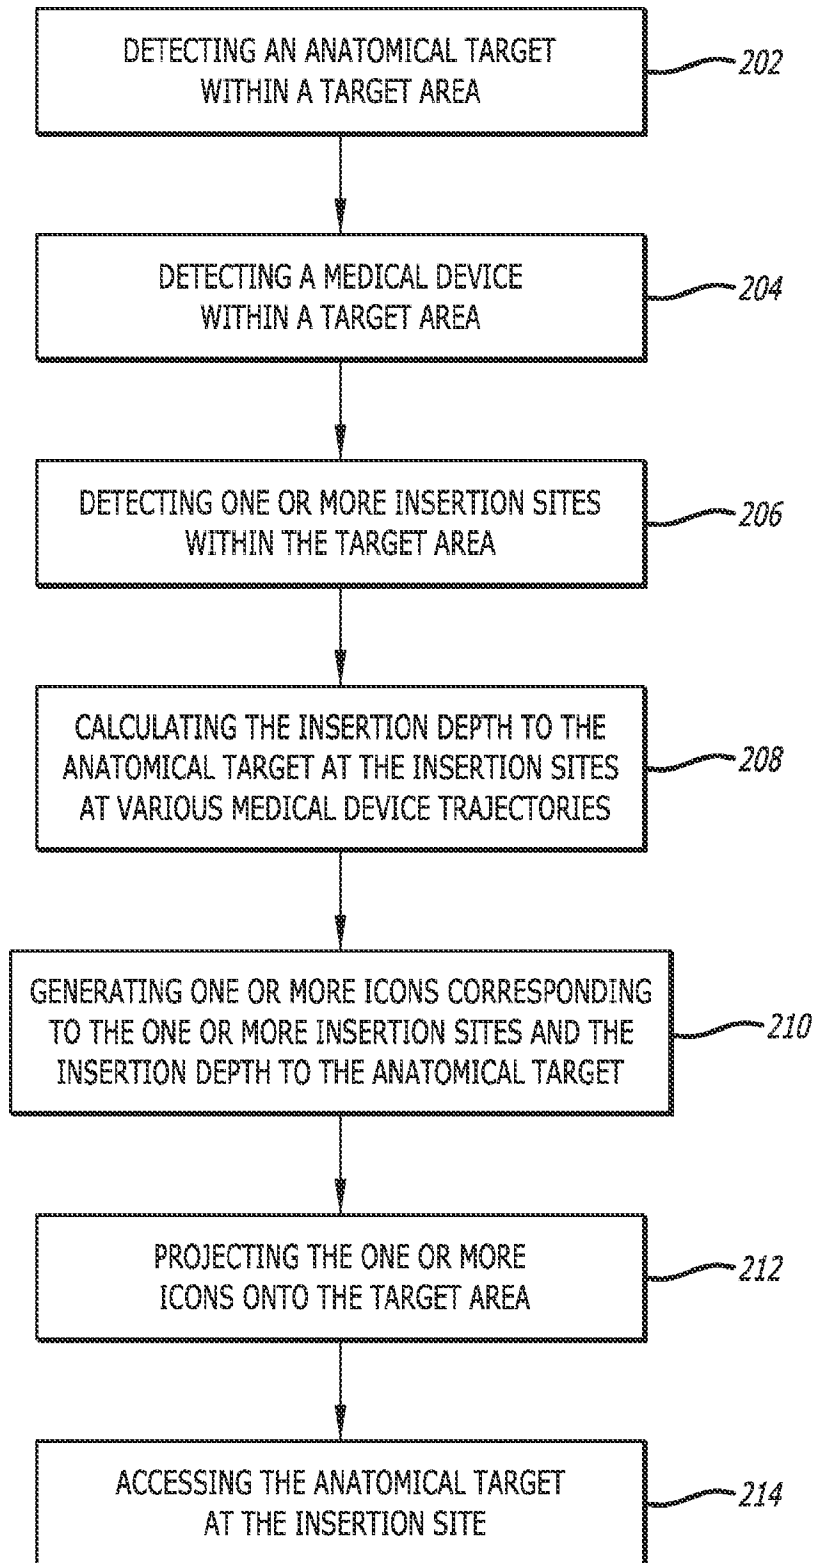 DETECTING AN ANATOMICAL TARGET
WITHIN A TARGET AREA
202
DETECTING A MEDICAL DEVICE
WITHIN A TARGET AREA
204
DETECTING ONE OR MORE INSERTION SITES
WITHIN THE TARGET AREA
206
CALCULATING THE INSERTION DEPTH TO THE
ANATOMICAL TARGET AT THE INSERTION SITES
AT VARIOUS MEDICAL DEVICE TRAJECTORIES
208
GENERATING ONE OR MORE ICONS CORRESPONDING
TO THE ONE OR MORE INSERTION SITES AND THE
INSERTION DEPTH TO THE ANATOMICAL TARGET
210
PROJECTING THE ONE OR MORE
ICONS ONTO THE TARGET AREA
212
ACCESSING THE ANATOMICAL TARGET
AT THE INSERTION SITE
214